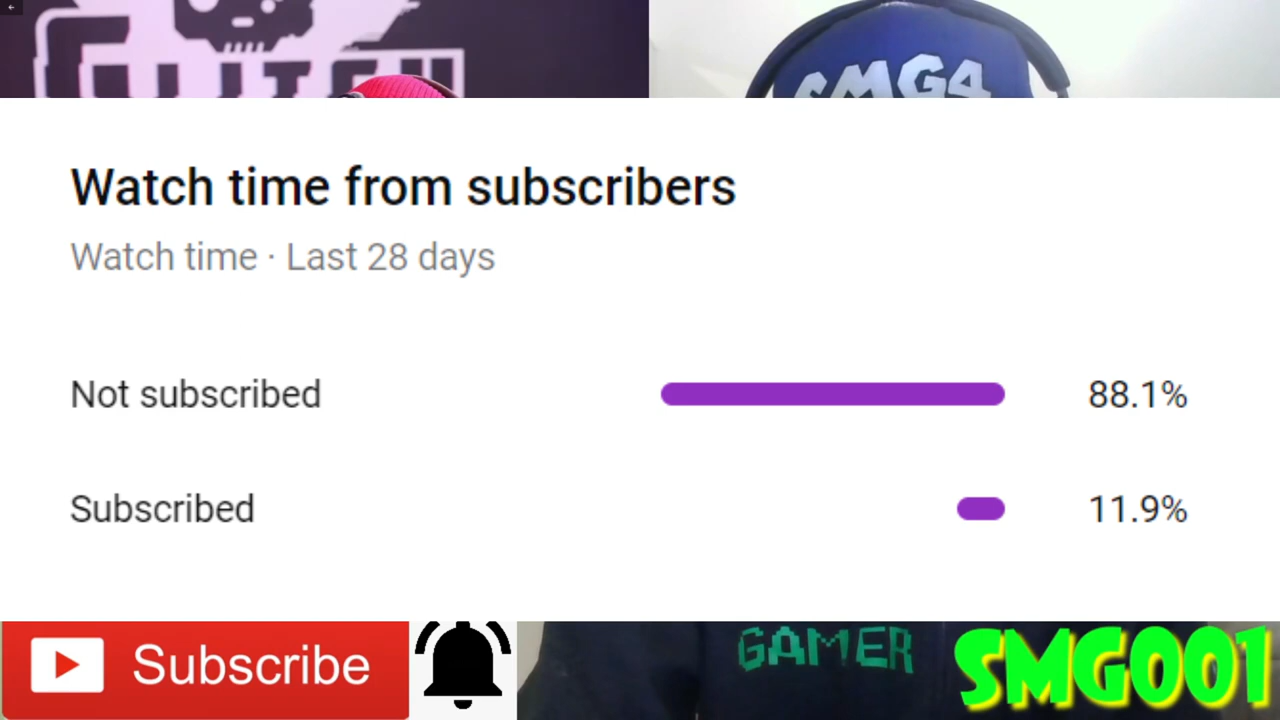 SMG4
Watch time from subscribers
Watch time · Last 28 days
Not subscribed 88.1%
Subscribed 11.9%
Subscribe
GAMER
SMG001